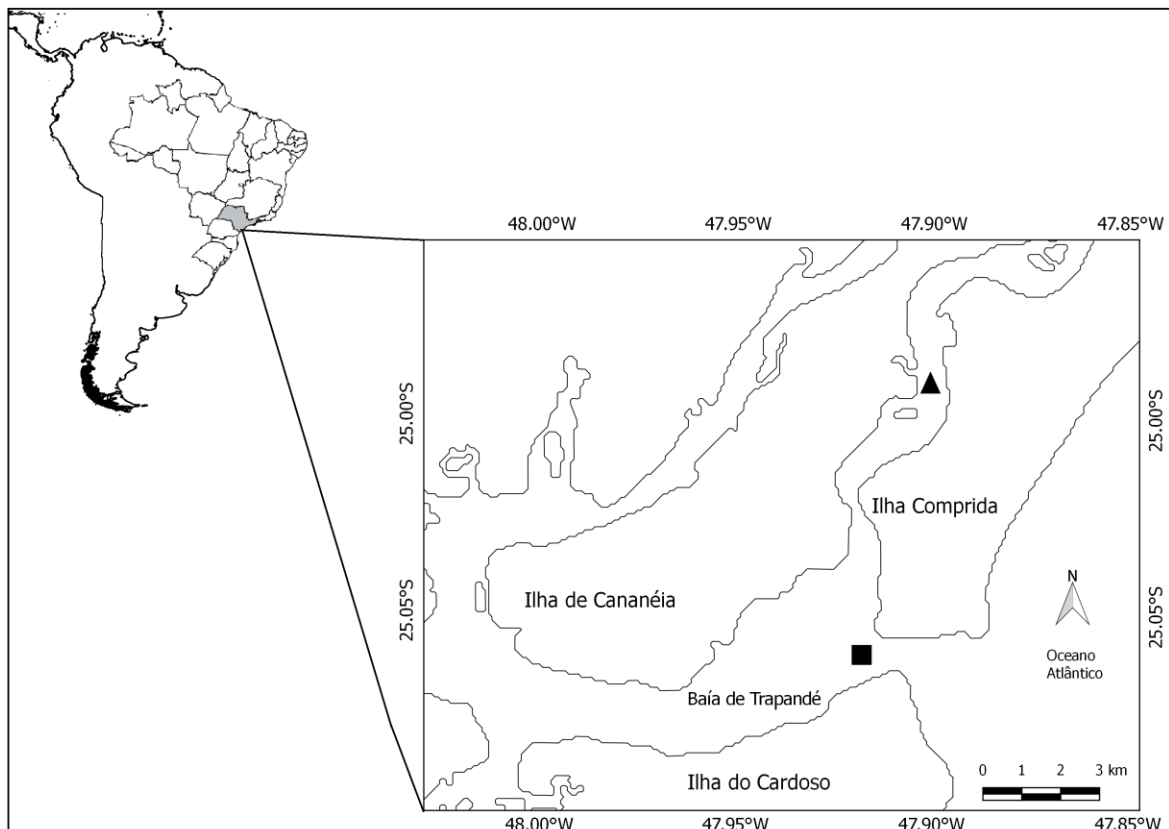 48.00°W 47.95°W 47.90°W 47.85°W
25.00°S
25.00°S
Ilha Comprida
25.05°S
Ilha de Cananéia
N
25.05°S
Oceano
Atlântico
Baía de Trapandé
Ilha do Cardoso
0 1 2 3 km
48.00°W 47.95°W 47.90°W 47.85°W